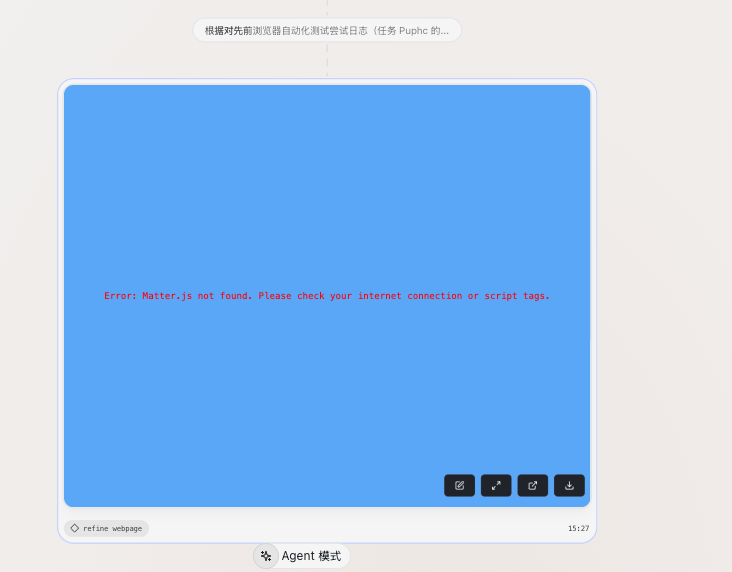 根据对先前浏览器自动化测试尝试日志（任务 Puphc 的...
Error: Matter.js not found. Please check your internet connection or script tags.
refine webpage
15:27
Agent 模式